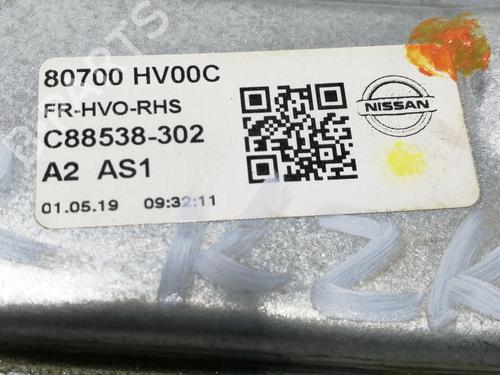 80700 HV00C
FR-HVO-RHS
C88538-302
A2 AS1
01.05.19 09:32:11
NISSAN